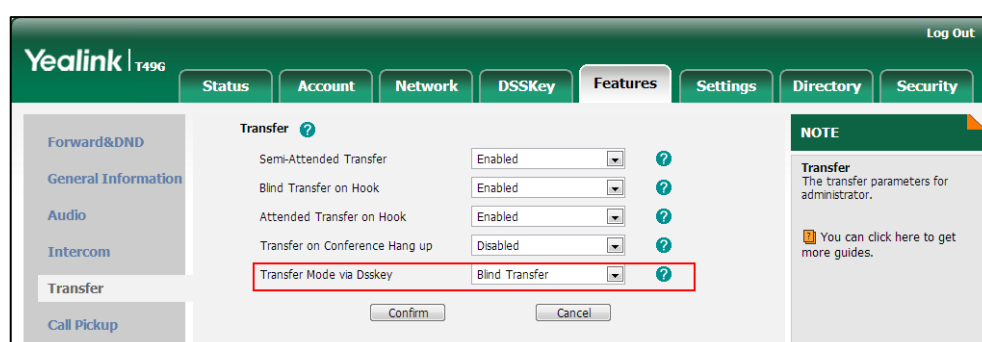 Log Out
Yealink | T49G
Status Account Network DSSKey Features Settings Directory Security
Forward&DND
General Information
Audio
Intercom
Transfer
Call Pickup
Transfer ?
Semi-Attended Transfer Enabled ?
Blind Transfer on Hook Enabled ?
Attended Transfer on Hook Enabled ?
Transfer on Conference Hang up Disabled ?
Transfer Mode via Dsskey Blind Transfer ?
Confirm Cancel
NOTE
Transfer
The transfer parameters for
administrator.
? You can click here to get
more guides.